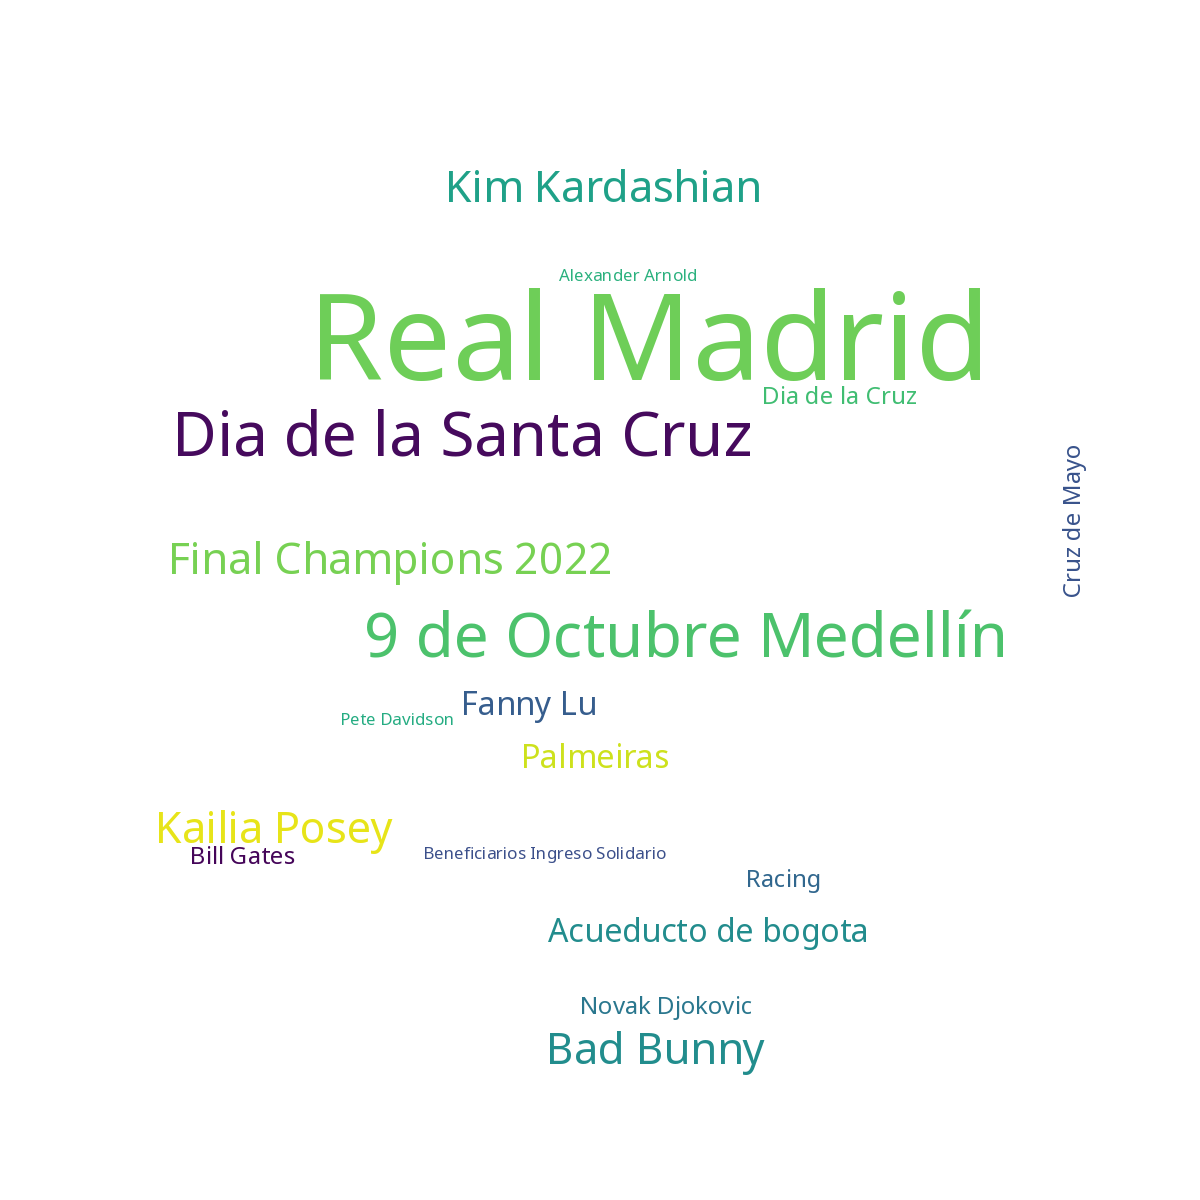 Kim Kardashian
Alexander Arnold
Real Madrid
Dia de la Cruz
Dia de la Santa Cruz
Cruz de Mayo
Final Champions 2022
9 de Octubre Medellín
Fanny Lu
Pete Davidson
Palmeiras
Kailia Posey
Bill Gates
Beneficiarios Ingreso Solidario
Racing
Acueducto de bogota
Novak Djokovic
Bad Bunny